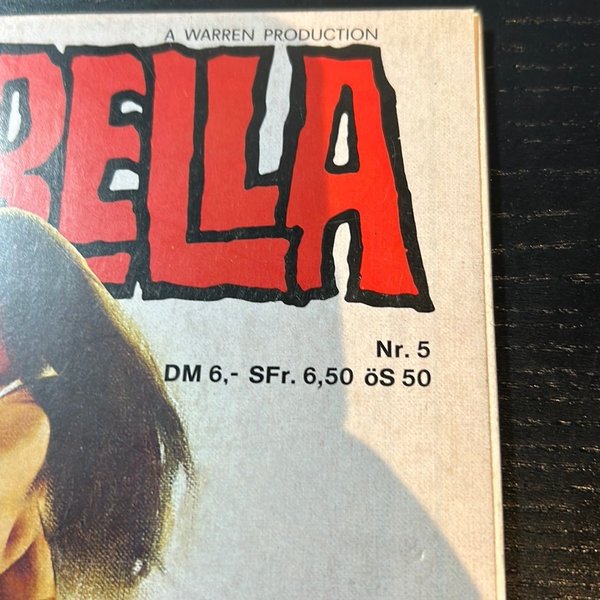 A WARREN PRODUCTION
RELLA
Nr. 5
DM 6,- SFr. 6,50 öS 50